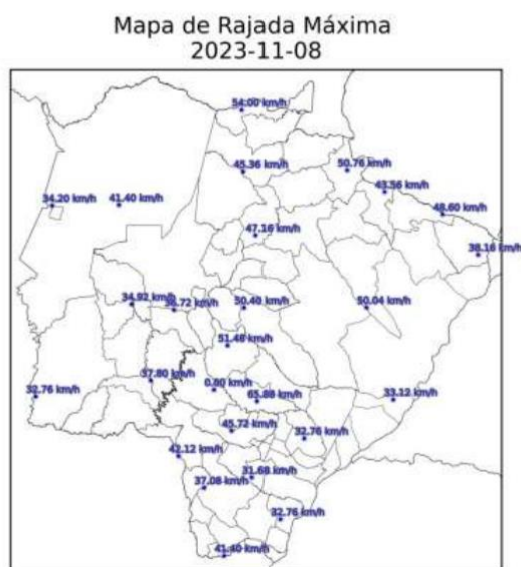 Mapa de Rajada Máxima
2023-11-08
54.00 km/h
45.36 km/h
50.76 km/h
43.56 km/h
34.20 km/h
41.40 km/h
48.60 km/h
47.16 km/h
38.16 km/h
34.92 km/h
50.40 km/h
50.04 km/h
51.48 km/h
37.80 km/h
32.76 km/h
0.00 km/h
65.88 km/h
33.12 km/h
45.72 km/h
32.76 km/h
42.12 km/h
31.68 km/h
37.08 km/h
32.76 km/h
41.40 km/h